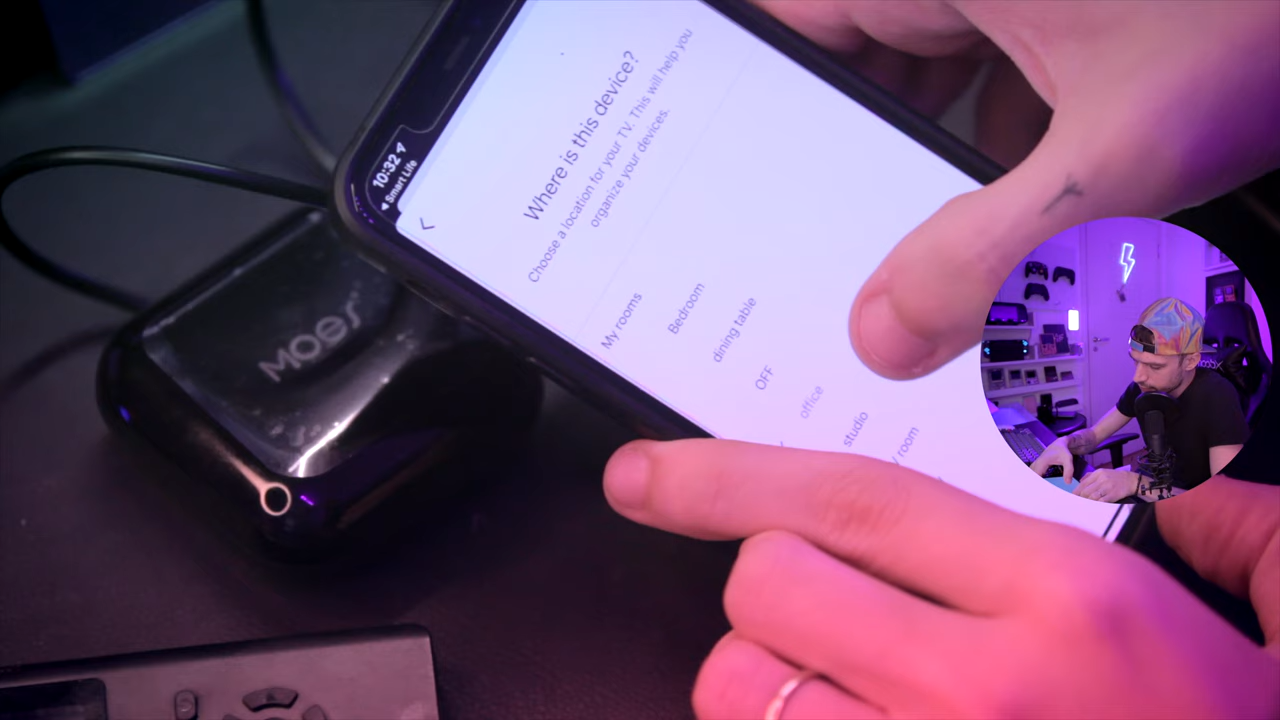 10:32
◀ Smart Life
Where is this device?
Choose a location for your TV. This will help you
organize your devices.
My rooms
Bedroom
dining table
OFF
office
studio
room
MOES